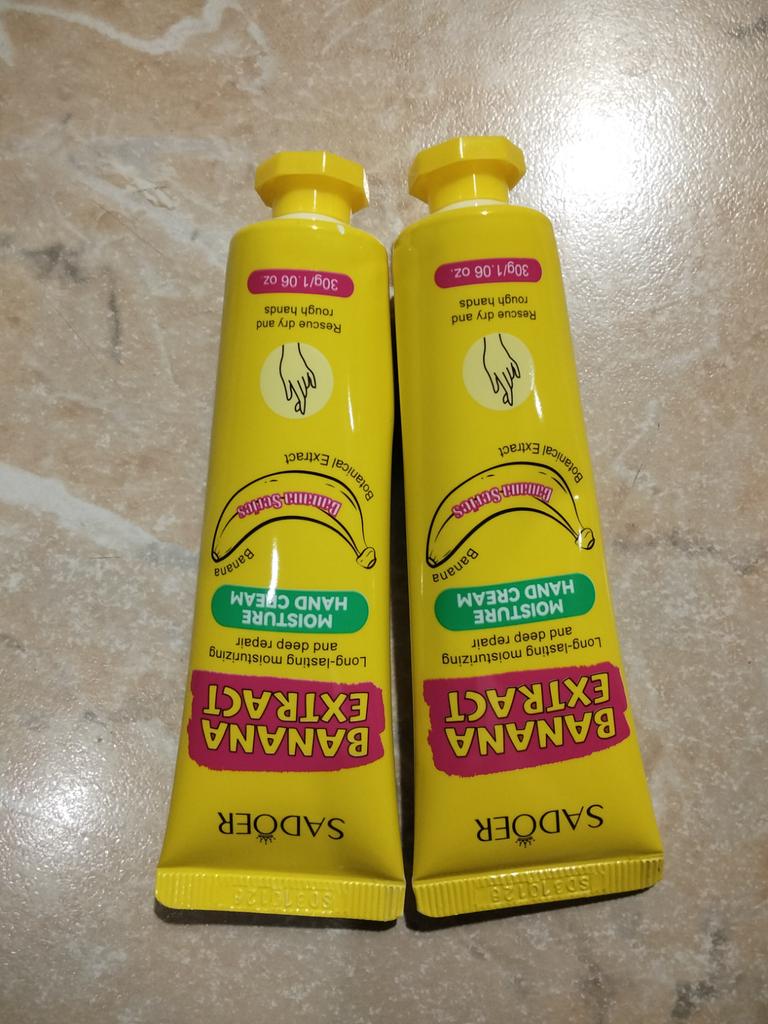 SADOER
BANANA
EXTRACT
Long-lasting moisturizing
and deep repair
MOISTURE
HAND CREAM
Banana
Banana Series
Botanical Extract
Rescue dry and
rough hands
30g/1.06 oz
SADOER
BANANA
EXTRACT
Long-lasting moisturizing
and deep repair
MOISTURE
HAND CREAM
Banana
Banana Series
Botanical Extract
Rescue dry and
rough hands
30g/1.06 oz.